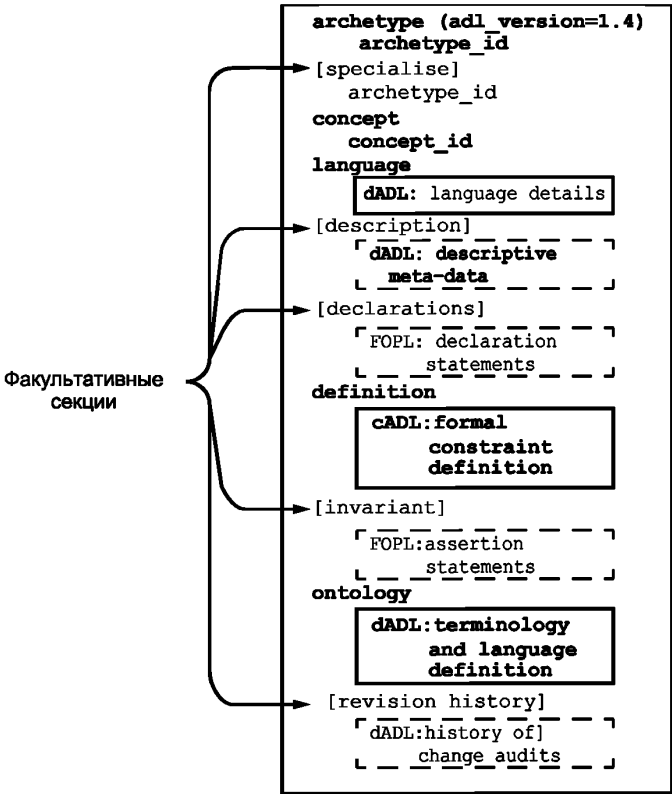 archetype (adl_version=1.4)
archetype_id
[specialise]
archetype_id
concept
concept_id
language
dADL: language details
[description]
dADL: descriptive
meta-data
[declarations]
FOPL: declaration
statements
Факультативные
секции
definition
cADL:formal
constraint
definition
[invariant]
FOPL:assertion
statements
ontology
dADL:terminology
and language
definition
[revision history]
dADL:history of]
change audits